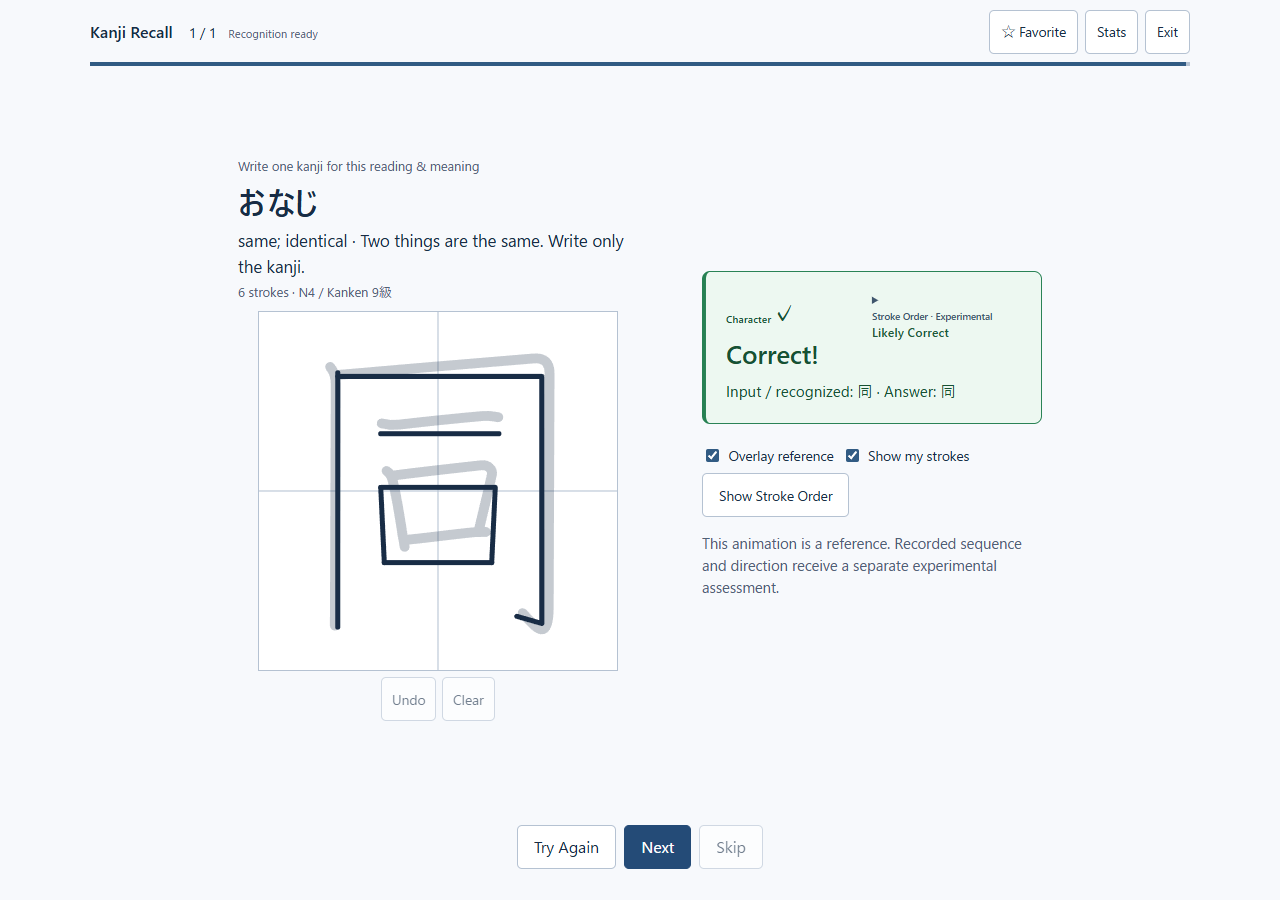 Kanji Recall 1 / 1 Recognition ready ☆ Favorite Stats Exit
Write one kanji for this reading & meaning
おなじ
same; identical · Two things are the same. Write only
the kanji.
6 strokes · N4 / Kanken 9級
同
Undo Clear
Character ✓
▸
Stroke Order · Experimental
Likely Correct
Correct!
Input / recognized: 同 · Answer: 同
Overlay reference Show my strokes
Show Stroke Order
This animation is a reference. Recorded sequence
and direction receive a separate experimental
assessment.
Try Again Next Skip